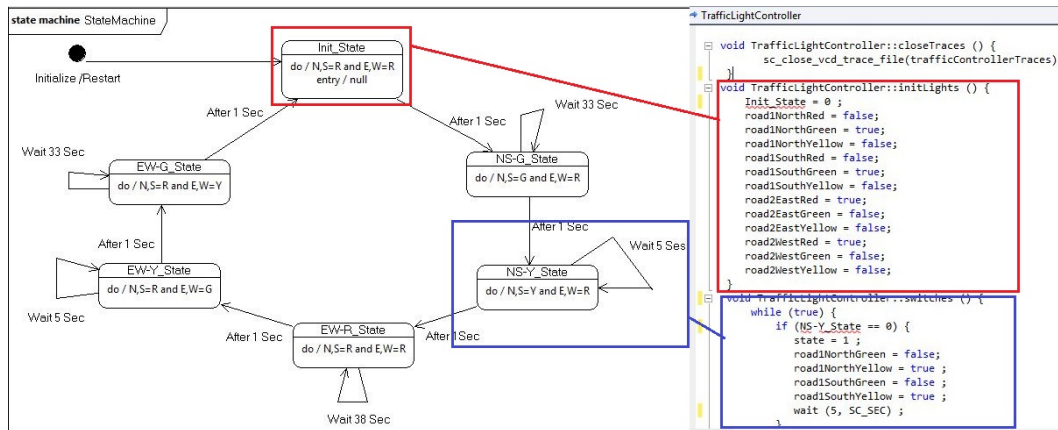 state machine StateMachine
Initialize /Restart
Init_State
do / N,S=R and E,W=R
entry / null
After 1 Sec
After 1 Sec
Wait 33 Sec
Wait 33 Sec
EW-G_State
do / N,S=R and E,W=Y
NS-G_State
do / N,S=G and E,W=R
After 1 Sec
After 1 Sec
Wait 5 Ses
EW-Y_State
do / N,S=R and E,W=G
NS-Y_State
do / N,S=Y and E,W=R
Wait 5 Sec
After 1 Sec
After 1Sec
EW-R_State
do / N,S=R and E,W=R
Wait 38 Sec
TrafficLightController
void TrafficLightController::closeTraces () {
sc_close_vcd_trace_file(trafficControllerTraces)
}
void TrafficLightController::initLights () {
Init_State = 0 ;
road1NorthRed = false;
road1NorthGreen = true;
road1NorthYellow = false;
road1SouthRed = false;
road1SouthGreen = true;
road1SouthYellow = false;
road2EastRed = true;
road2EastGreen = false;
road2EastYellow = false;
road2WestRed = true;
road2WestGreen = false;
road2WestYellow = false;
}
void TrafficLightController::switches () {
while (true) {
if (NS-Y_State == 0) {
state = 1 ;
road1NorthGreen = false;
road1NorthYellow = true ;
road1SouthGreen = false ;
road1SouthYellow = true ;
wait (5, SC_SEC) ;
}